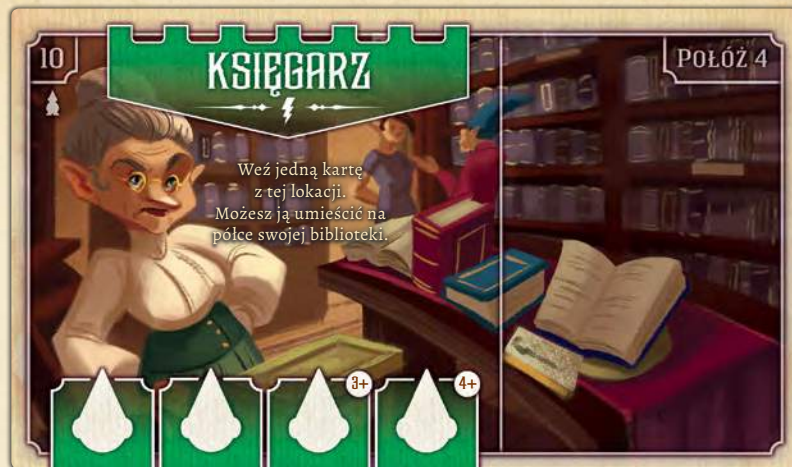 10
KSIĘGARZ
POŁÓŻ 4
Weź jedną kartę
z tej lokacji.
Możesz ją umieścić na
półce swojej biblioteki.
3+
4+